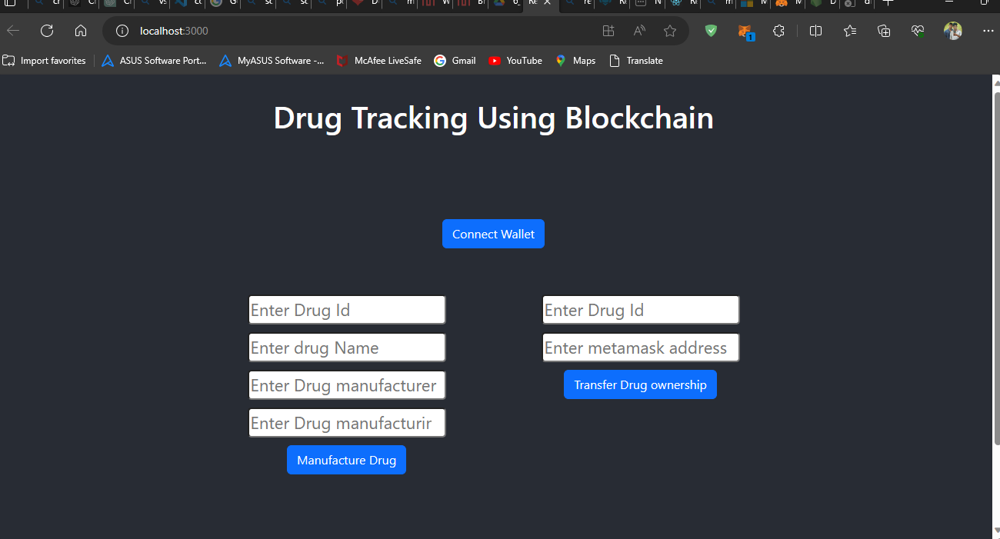 localhost:3000
1
Import favorites
ASUS Software Port...
MyASUS Software -...
McAfee LiveSafe
Gmail
YouTube
Maps
Translate
Drug Tracking Using Blockchain
Connect Wallet
Enter Drug Id
Enter drug Name
Enter Drug manufacturer
Enter Drug manufacturir
Manufacture Drug
Enter Drug Id
Enter metamask address
Transfer Drug ownership